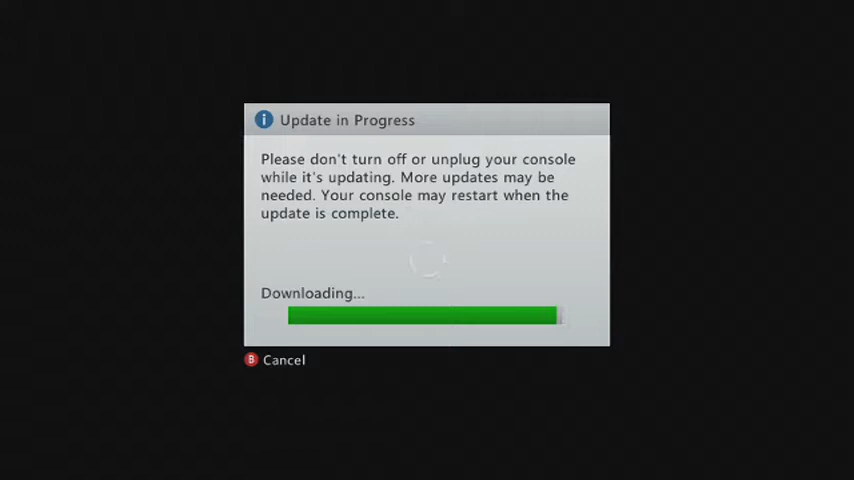 i Update in Progress
Please don't turn off or unplug your console
while it's updating. More updates may be
needed. Your console may restart when the
update is complete.
Downloading...
B Cancel